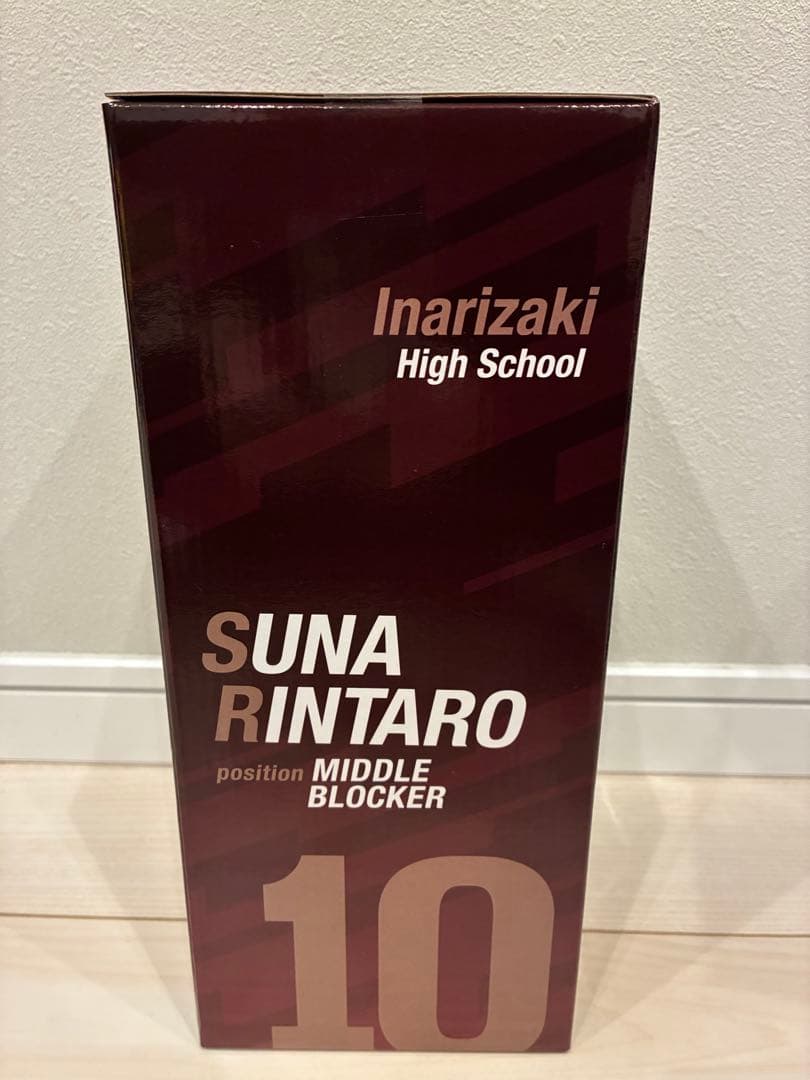 Inarizaki
High School
SUNA
RINTARO
position MIDDLE
BLOCKER
10